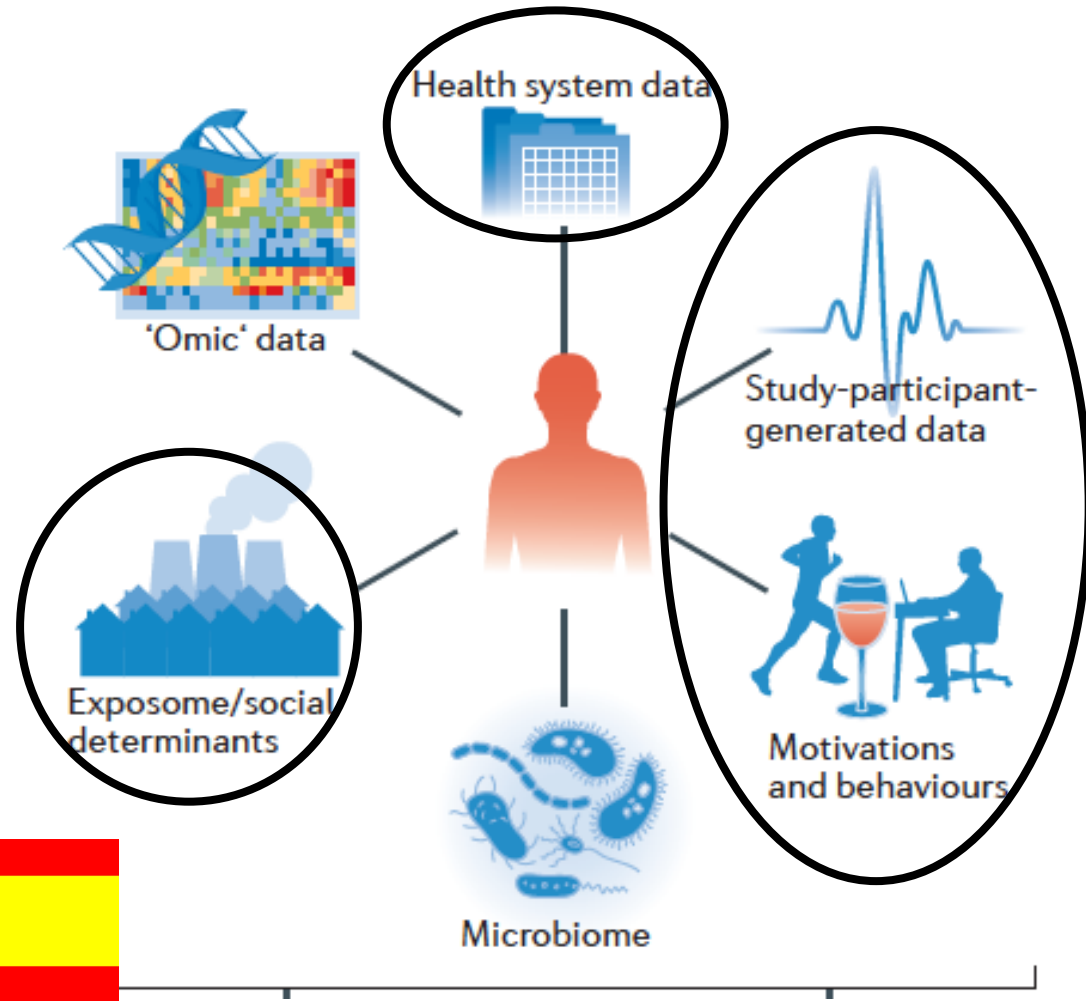 Health system data
‘Omic‘ data
Study-participant-
generated data
Exposome/social
determinants
Motivations
and behaviours
Microbiome